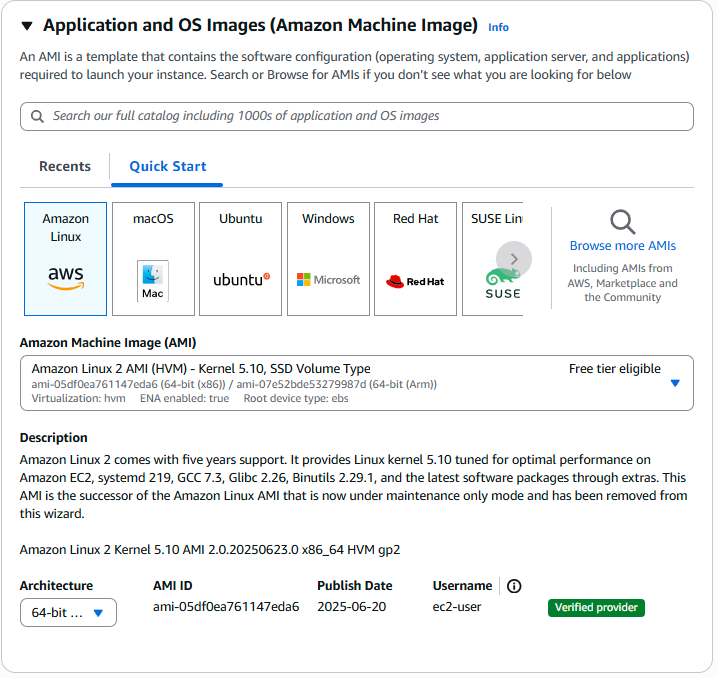 Application and OS Images (Amazon Machine Image) Info
An AMI is a template that contains the software configuration (operating system, application server, and applications)
required to launch your instance. Search or Browse for AMIs if you don't see what you are looking for below
Search our full catalog including 1000s of application and OS images
Recents
Quick Start
Amazon
Linux
aws
macOS
Mac
Ubuntu
ubuntu
Windows
Microsoft
Red Hat
Red Hat
SUSE Lin
SUSE
Browse more AMIs
Including AMIs from
AWS, Marketplace and
the Community
Amazon Machine Image (AMI)
Amazon Linux 2 AMI (HVM) - Kernel 5.10, SSD Volume Type
Free tier eligible
ami-05df0ea761147eda6 (64-bit (x86)) / ami-07e52bde53279987d (64-bit (Arm))
Virtualization: hvm ENA enabled: true Root device type: ebs
Description
Amazon Linux 2 comes with five years support. It provides Linux kernel 5.10 tuned for optimal performance on
Amazon EC2, systemd 219, GCC 7.3, Glibc 2.26, Binutils 2.29.1, and the latest software packages through extras. This
AMI is the successor of the Amazon Linux AMI that is now under maintenance only mode and has been removed from
this wizard.
Amazon Linux 2 Kernel 5.10 AMI 2.0.20250623.0 x86_64 HVM gp2
Architecture
64-bit ...
AMI ID
ami-05df0ea761147eda6
Publish Date
2025-06-20
Username
ec2-user
Verified provider